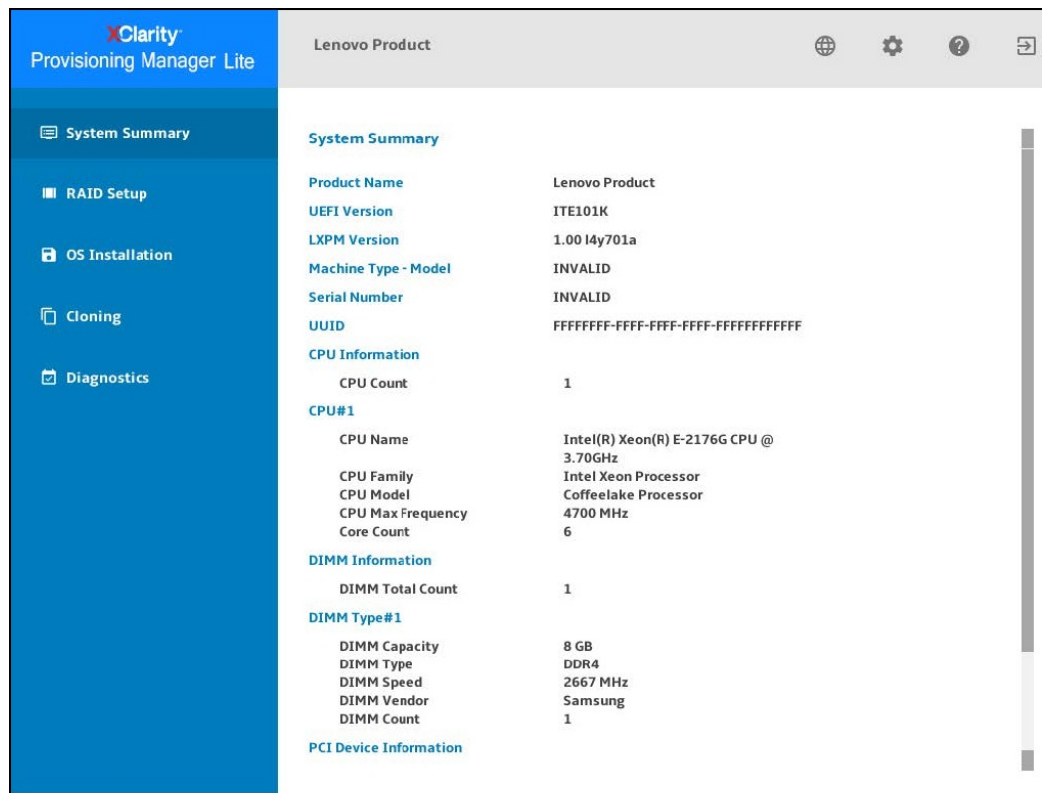 XClarity
Provisioning Manager Lite
Lenovo Product
System Summary
RAID Setup
OS Installation
Cloning
Diagnostics
System Summary
Product Name Lenovo Product
UEFI Version ITE101K
LXPM Version 1.00 l4y701a
Machine Type - Model INVALID
Serial Number INVALID
UUID FFFFFFFF-FFFF-FFFF-FFFF-FFFFFFFFFFFF
CPU Information
CPU Count 1
CPU#1
CPU Name Intel(R) Xeon(R) E-2176G CPU @
3.70GHz
CPU Family Intel Xeon Processor
CPU Model Coffeelake Processor
CPU Max Frequency 4700 MHz
Core Count 6
DIMM Information
DIMM Total Count 1
DIMM Type#1
DIMM Capacity 8 GB
DIMM Type DDR4
DIMM Speed 2667 MHz
DIMM Vendor Samsung
DIMM Count 1
PCI Device Information